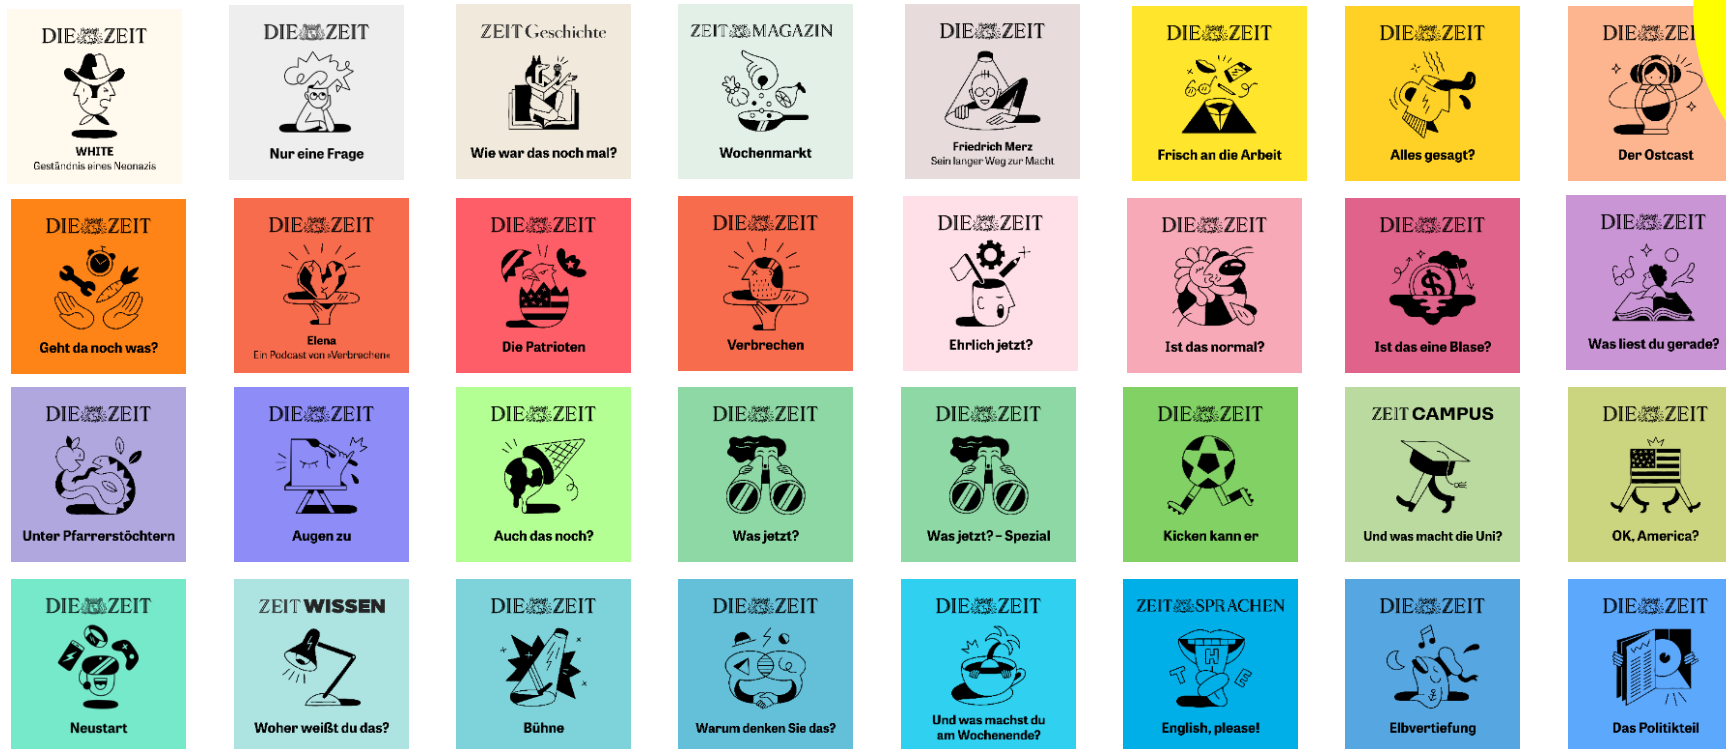 DIE ZEIT
WHITE
Geständnis eines Neonazis
DIE ZEIT
Nur eine Frage
ZEIT Geschichte
Wie war das noch mal?
ZEIT MAGAZIN
Wochenmarkt
DIE ZEIT
Friedrich Merz
Sein langer Weg zur Macht
DIE ZEIT
Frisch an die Arbeit
DIE ZEIT
Alles gesagt?
DIE ZEI
Der Ostcast
DIE ZEIT
Geht da noch was?
DIE ZEIT
Elena
Ein Podcast von »Verbrechen«
DIE ZEIT
Die Patrioten
DIE ZEIT
Verbrechen
DIE ZEIT
Ehrlich jetzt?
DIE ZEIT
Ist das normal?
DIE ZEIT
$
Ist das eine Blase?
DIE ZEIT
Was liest du gerade?
DIE ZEIT
Unter Pfarrerstöchtern
DIE ZEIT
Augen zu
DIE ZEIT
Auch das noch?
DIE ZEIT
Was jetzt?
DIE ZEIT
Was jetzt? – Spezial
DIE ZEIT
Kicken kann er
ZEIT CAMPUS
Und was macht die Uni?
DIE ZEIT
OK, America?
DIE ZEIT
Neustart
ZEIT WISSEN
Woher weißt du das?
DIE ZEIT
Bühne
DIE ZEIT
Warum denken Sie das?
DIE ZEIT
Und was machst du
am Wochenende?
ZEIT SPRACHEN
T H E
English, please!
DIE ZEIT
Elbvertiefung
DIE ZEIT
Das Politikteil